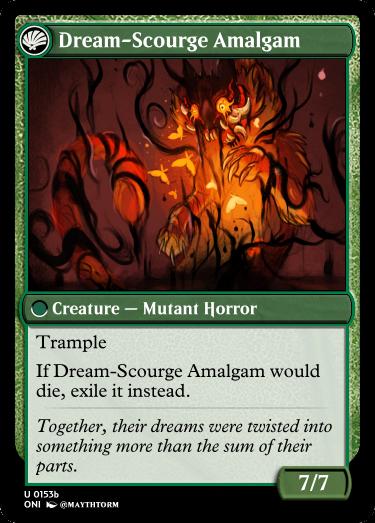 Dream-Scourge Amalgam
Creature — Mutant Horror
Trample
If Dream-Scourge Amalgam would
die, exile it instead.
Together, their dreams were twisted into
something more than the sum of their
parts.
7/7
U 0153b
ONI @MAYTHTORM